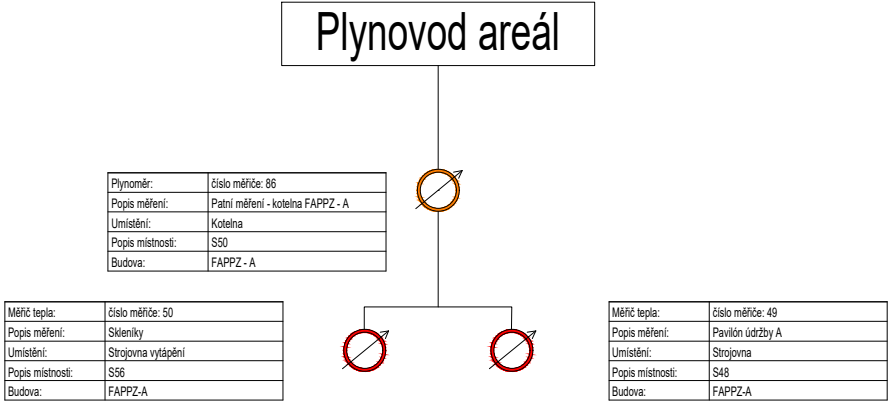 Plynovod areál
Plynoměr: číslo měřiče: 86
Popis měření: Patní měření - kotelna FAPPZ - A
Umístění: Kotelna
Popis místnosti: S50
Budova: FAPPZ - A
Měřič tepla: číslo měřiče: 50
Popis měření: Skleníky
Umístění: Strojovna vytápění
Popis místnosti: S56
Budova: FAPPZ-A
Měřič tepla: číslo měřiče: 49
Popis měření: Pavilón údržby A
Umístění: Strojovna
Popis místnosti: S48
Budova: FAPPZ-A